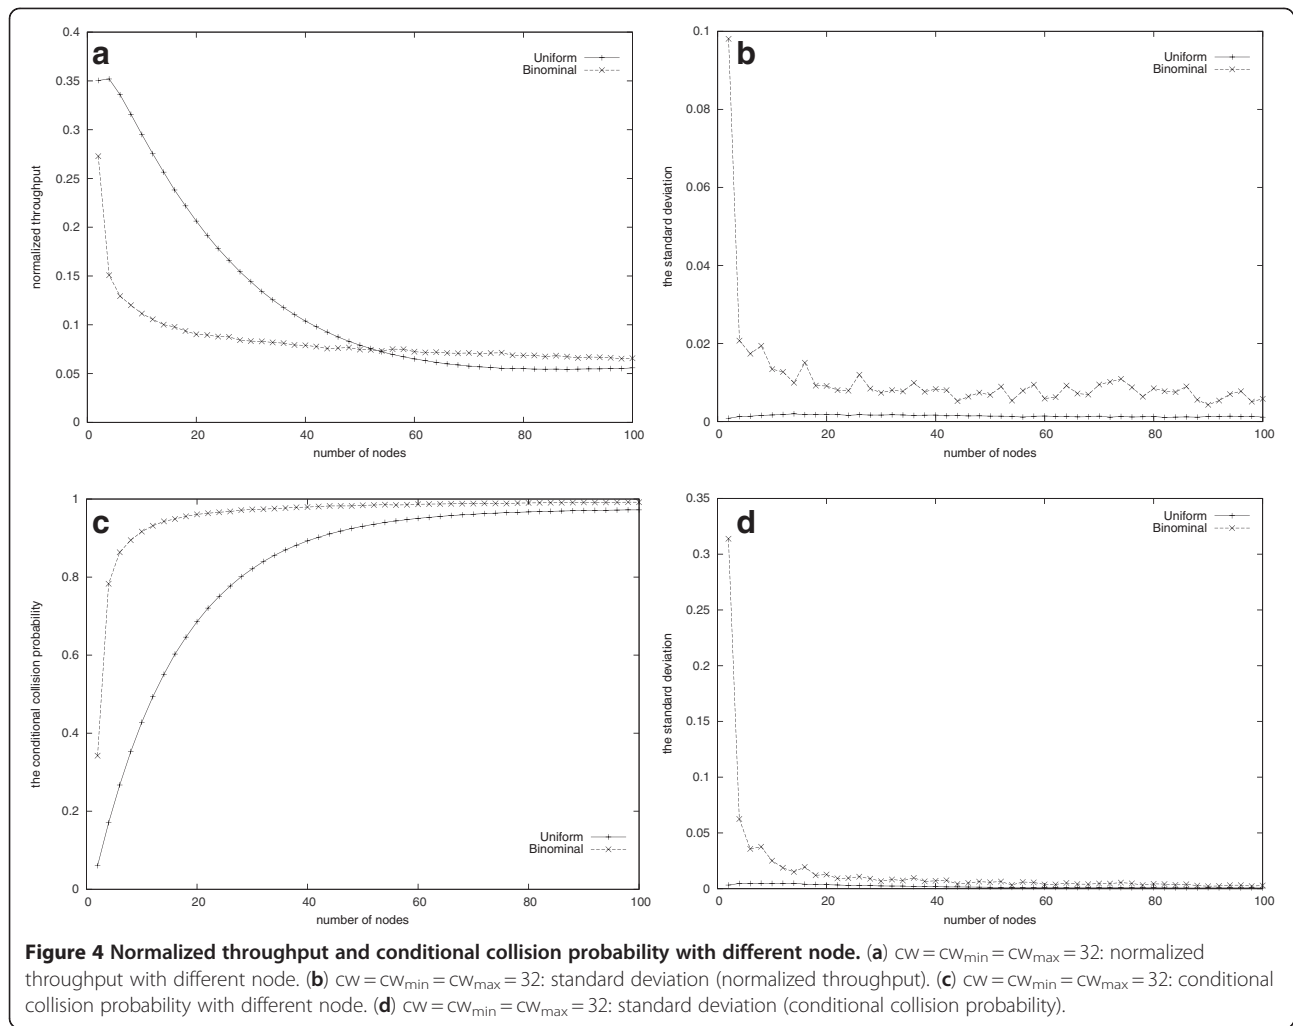 a
0.4
0.35
0.3
0.25
0.2
0.15
0.1
0.05
0
0 20 40 60 80 100
normalized throughput
number of nodes
Uniform
Binominal
b
0.1
0.08
0.06
0.04
0.02
0
0 20 40 60 80 100
the standard deviation
number of nodes
Uniform
Binominal
c
1
0.8
0.6
0.4
0.2
0
0 20 40 60 80 100
the conditional collision probability
number of nodes
Uniform
Binominal
d
0.35
0.3
0.25
0.2
0.15
0.1
0.05
0
0 20 40 60 80 100
the standard deviation
number of nodes
Uniform
Binominal
Figure 4 Normalized throughput and conditional collision probability with different node. (a) cw = cwmin = cwmax = 32: normalized
throughput with different node. (b) cw = cwmin = cwmax = 32: standard deviation (normalized throughput). (c) cw = cwmin = cwmax = 32: conditional
collision probability with different node. (d) cw = cwmin = cwmax = 32: standard deviation (conditional collision probability).